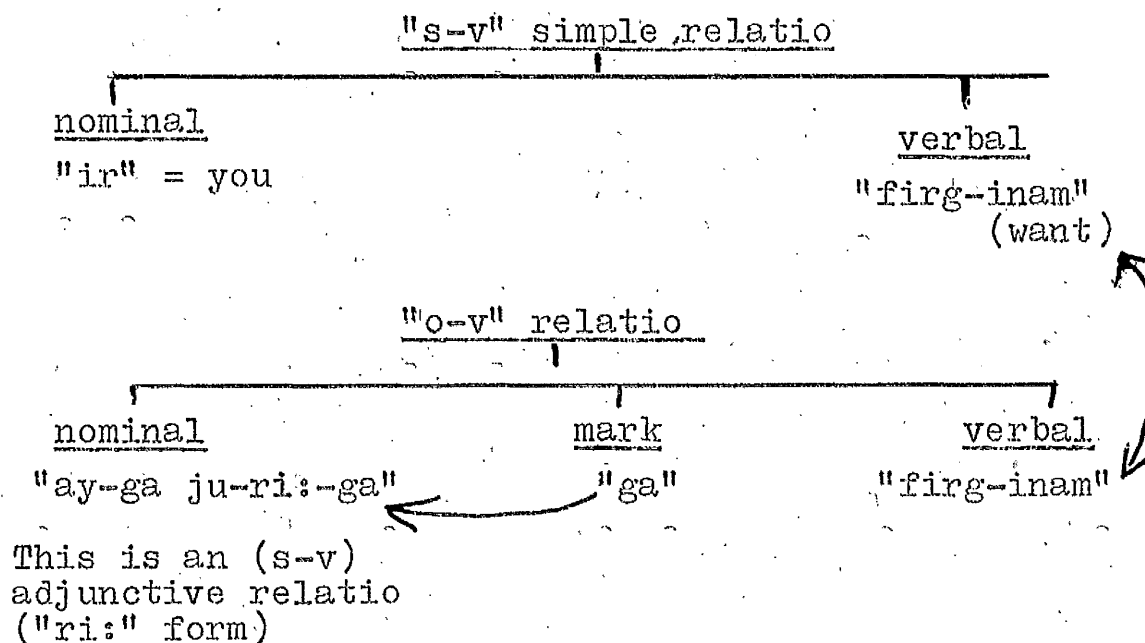 "s-v" simple relatio
nominal
verbal
"ir" = you
"firg-inam"
(want)
"o-v" relatio
nominal mark verbal
"ay-ga ju-ri:-ga" "ga" "firg-inam"
This is an (s-v)
adjunctive relatio
("ri:" form)